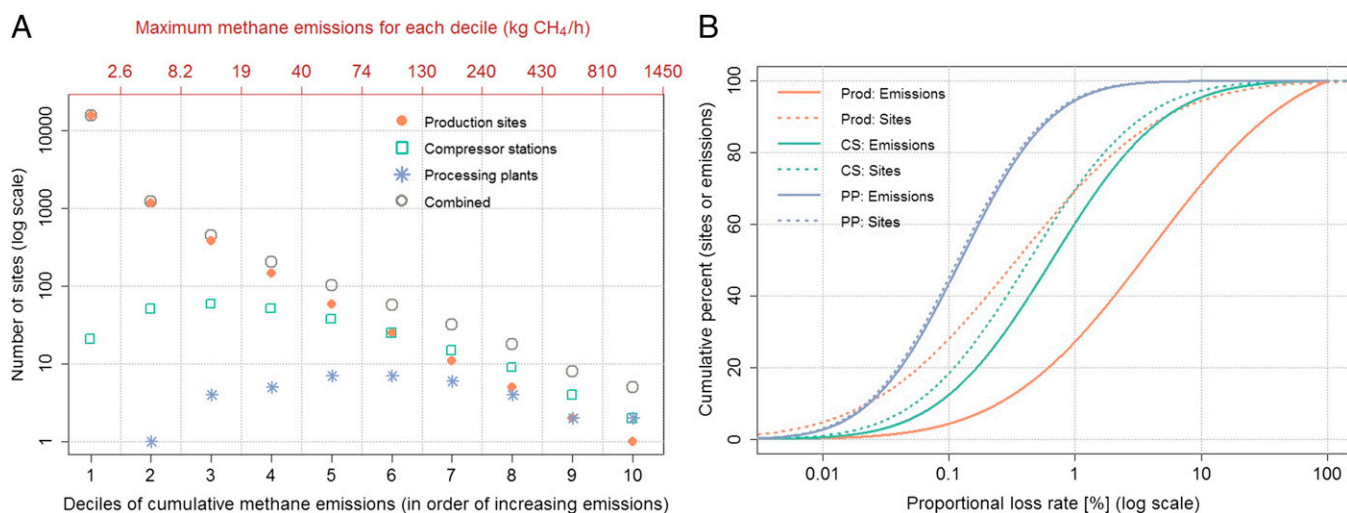 A
Maximum methane emissions for each decile (kg CH4/h)
2.6 8.2 19 40 74 130 240 430 810 1450
Number of sites (log scale)
10000
1000
100
10
1
Production sites
Compressor stations
Processing plants
Combined
1 2 3 4 5 6 7 8 9 10
Deciles of cumulative methane emissions (in order of increasing emissions)
B
Cumulative percent (sites or emissions)
100
80
60
40
20
0
Prod: Emissions
Prod: Sites
CS: Emissions
CS: Sites
PP: Emissions
PP: Sites
0.01 0.1 1 10 100
Proportional loss rate [%] (log scale)